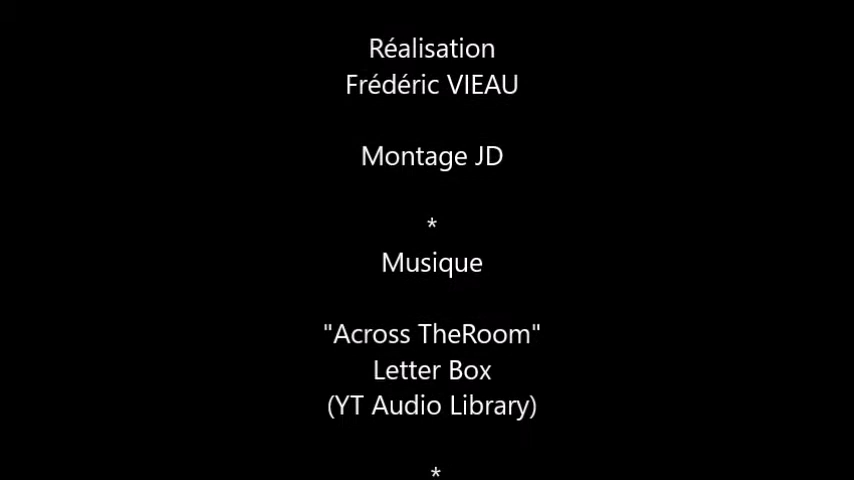 Réalisation
Frédéric VIEAU
Montage JD
*
Musique
"Across TheRoom"
Letter Box
(YT Audio Library)
*